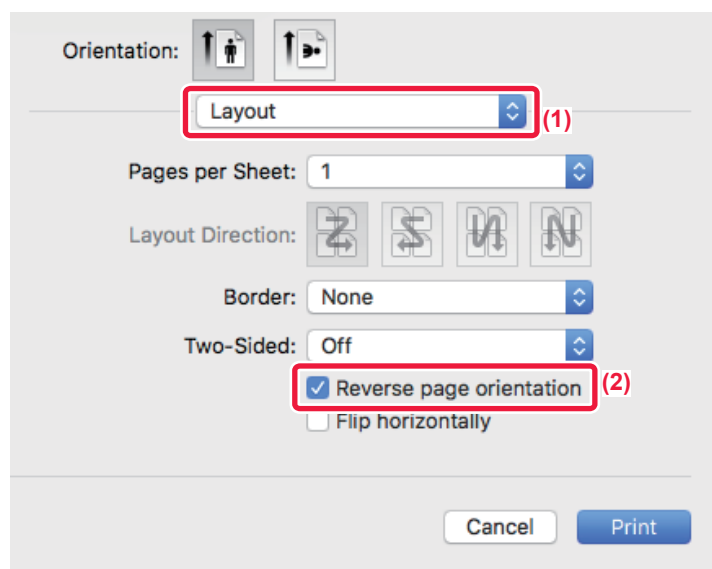 Orientation:
Layout
(1)
Pages per Sheet: 1
Layout Direction:
Border: None
Two-Sided: Off
Reverse page orientation (2)
Flip horizontally
Cancel Print